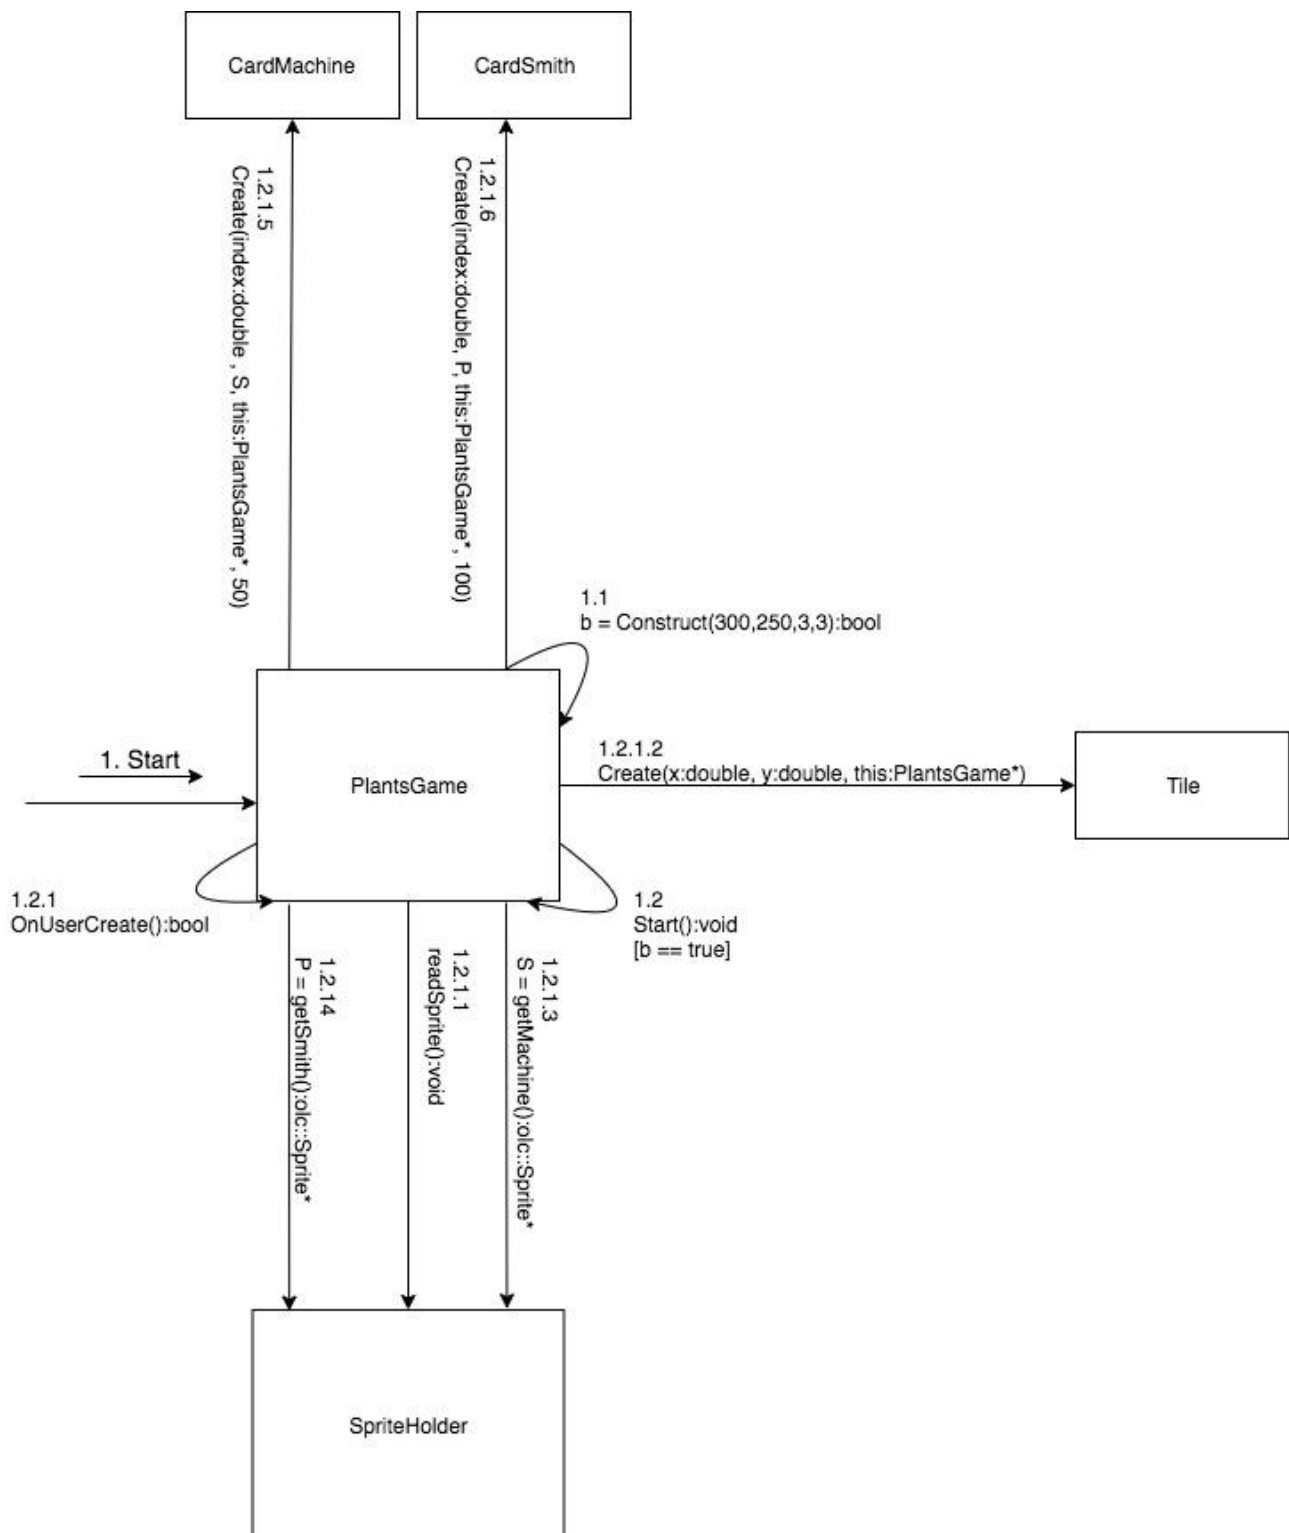 CardMachine
CardSmith
1.2.1.5
Create(index:double , S, this:PlantsGame*, 50)
1.2.1.6
Create(index:double, P, this:PlantsGame*, 100)
1.1
b = Construct(300,250,3,3):bool
1. Start
PlantsGame
1.2.1.2
Create(x:double, y:double, this:PlantsGame*)
Tile
1.2.1
OnUserCreate():bool
1.2
Start():void
[b == true]
1.2.14
P = getSmith():olc::Sprite*
1.2.1.1
readSprite():void
1.2.1.3
S = getMachine():olc::Sprite*
SpriteHolder